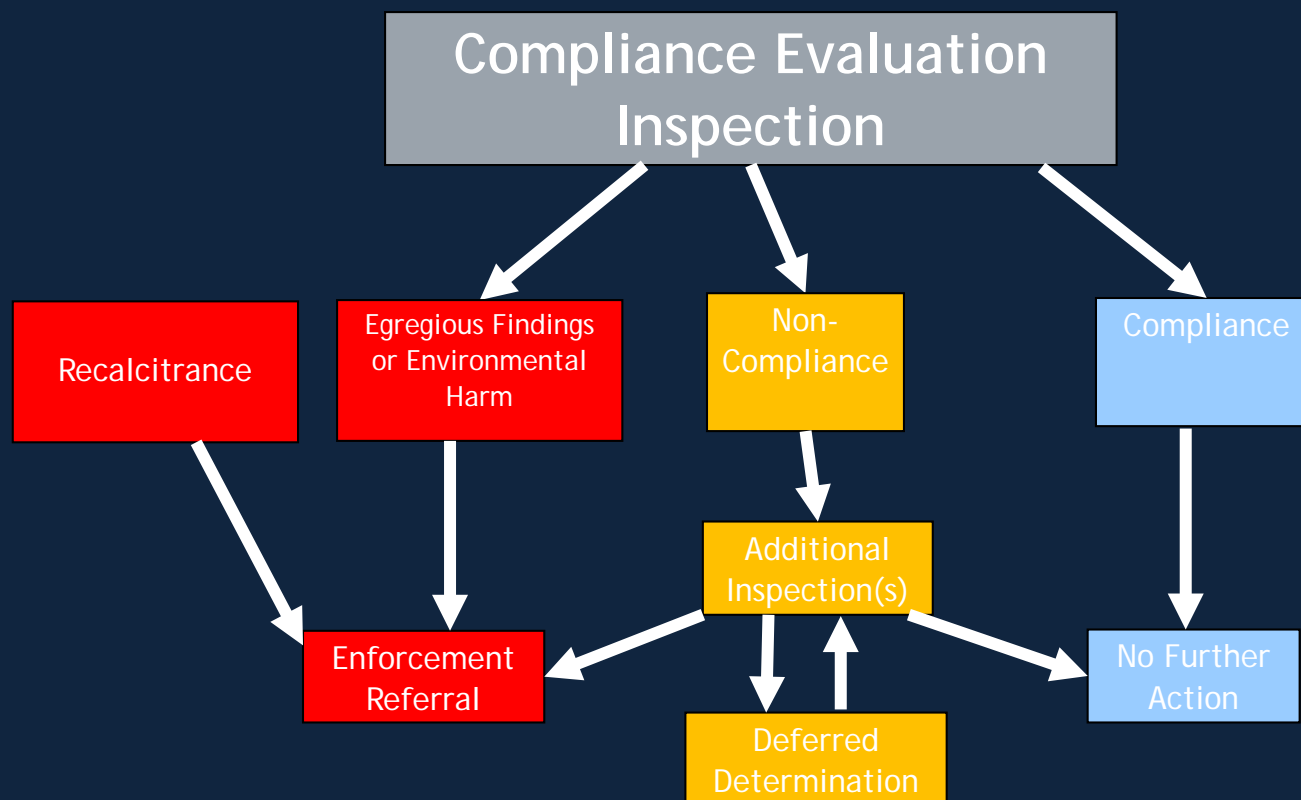 Compliance Evaluation
Inspection
Recalcitrance
Egregious Findings
or Environmental
Harm
Non-
Compliance
Compliance
Additional
Inspection(s)
Enforcement
Referral
No Further
Action
Deferred
Determination